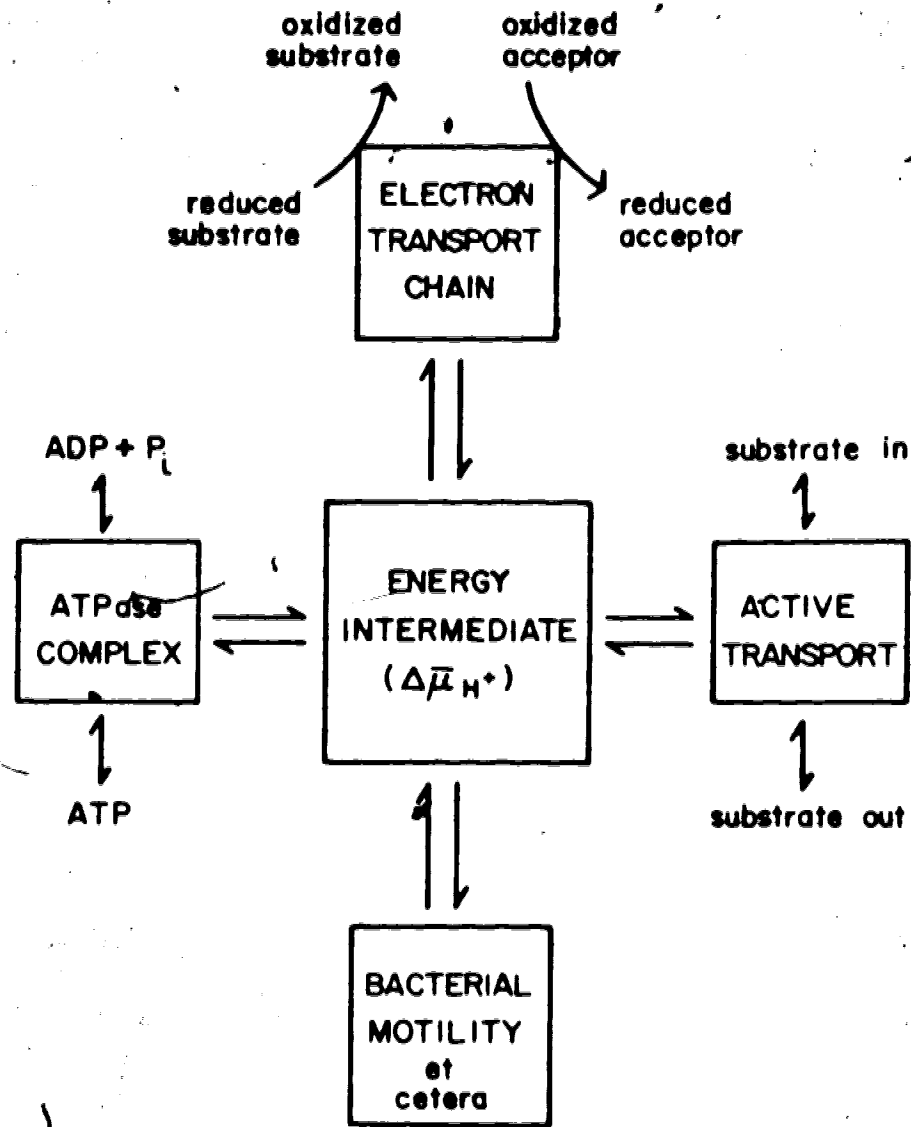 oxidized
substrate
oxidized
acceptor
reduced
substrate
ELECTRON
TRANSPORT
CHAIN
reduced
acceptor
ADP + Pi
substrate in
ATPase
COMPLEX
ENERGY
INTERMEDIATE
(Δμ̄H⁺)
ACTIVE
TRANSPORT
ATP
substrate out
BACTERIAL
MOTILITY
et
cetera